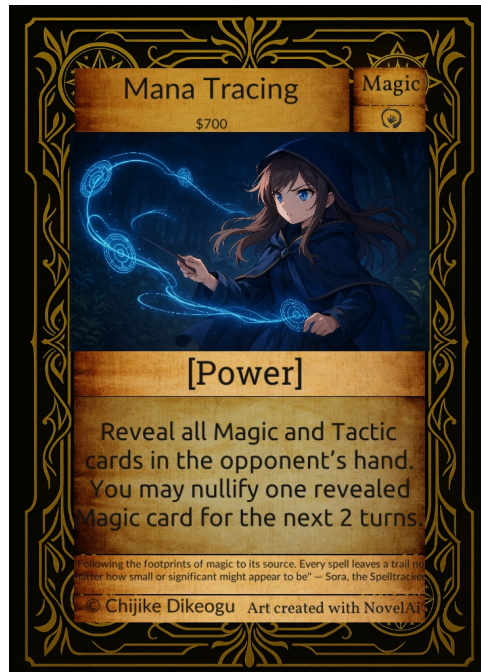 Mana Tracing
$700
Magic
[Power]
Reveal all Magic and Tactic
cards in the opponent's hand.
You may nullify one revealed
Magic card for the next 2 turns.
Following the footprints of magic to its source. Every spell leaves a trail no
matter how small or significant might appear to be" – Sora, the Spelltracker
© Chijike Dikeogu
Art created with NovelAi